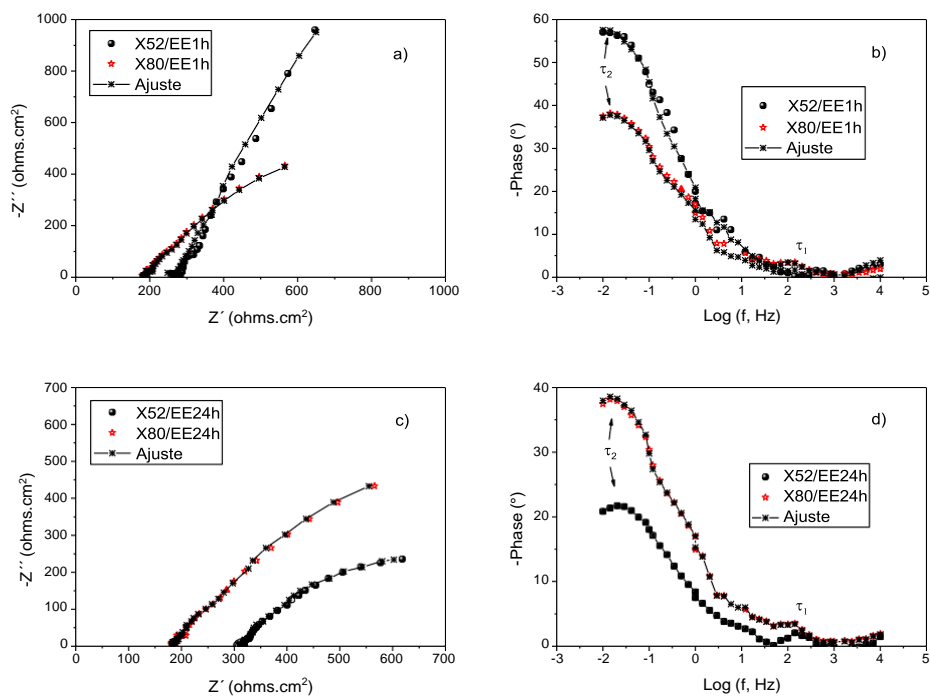 a)
X52/EE1h
X80/EE1h
Ajuste
-Z´´ (ohms.cm2)
1000
800
600
400
200
0
0 200 400 600 800 1000
Z´ (ohms.cm2)
b)
X52/EE1h
X80/EE1h
Ajuste
τ2
τ1
-Phase (°)
-60
50
40
30
20
10
0
-3 -2 -1 0 1 2 3 4 5
Log (f, Hz)
c)
X52/EE24h
X80/EE24h
Ajuste
-Z´´ (ohms.cm2)
700
600
500
400
300
200
100
0
0 100 200 300 400 500 600 700
Z´ (ohms.cm2)
d)
X52/EE24h
X80/EE24h
Ajuste
τ2
τ1
-Phase (°)
40
30
20
10
0
-3 -2 -1 0 1 2 3 4 5
Log (f, Hz)